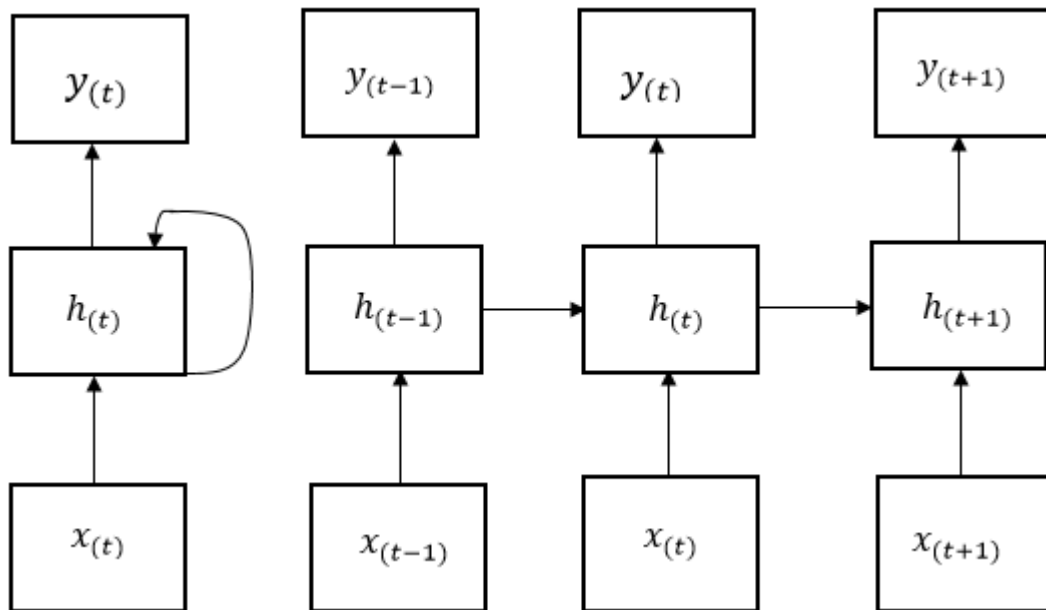 y(t) y(t−1) y(t) y(t+1)
h(t) h(t−1) h(t) h(t+1)
x(t) x(t−1) x(t) x(t+1)